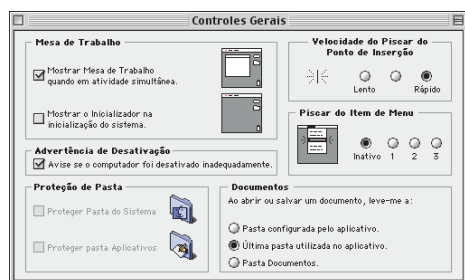 Controles Gerais
Mesa de Trabalho
Mostrar Mesa de Trabalho
quando em atividade simultânea.
Mostrar o Inicializador na
inicialização do sistema.
Velocidade do Piscar do
Ponto de Inserção
Lento
Rápido
Piscar do Item de Menu
Inativo 1 2 3
Advertência de Desativação
Avise se o computador foi desativado inadequadamente.
Proteção de Pasta
Proteger Pasta do Sistema
Proteger pasta Aplicativos
Documentos
Ao abrir ou salvar um documento, leve-me a:
Pasta configurada pelo aplicativo.
Última pasta utilizada no aplicativo.
Pasta Documentos.